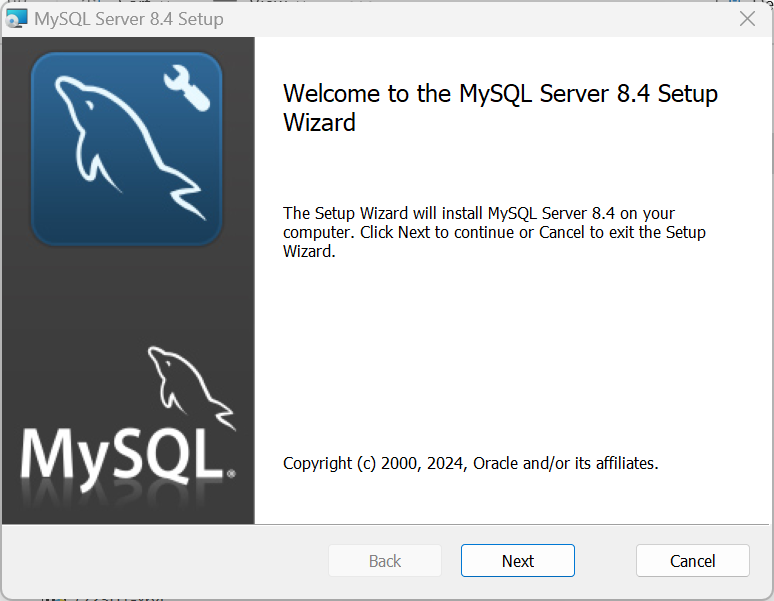 MySQL Server 8.4 Setup
Welcome to the MySQL Server 8.4 Setup
Wizard
The Setup Wizard will install MySQL Server 8.4 on your
computer. Click Next to continue or Cancel to exit the Setup
Wizard.
MySQL®
Copyright (c) 2000, 2024, Oracle and/or its affiliates.
Back
Next
Cancel